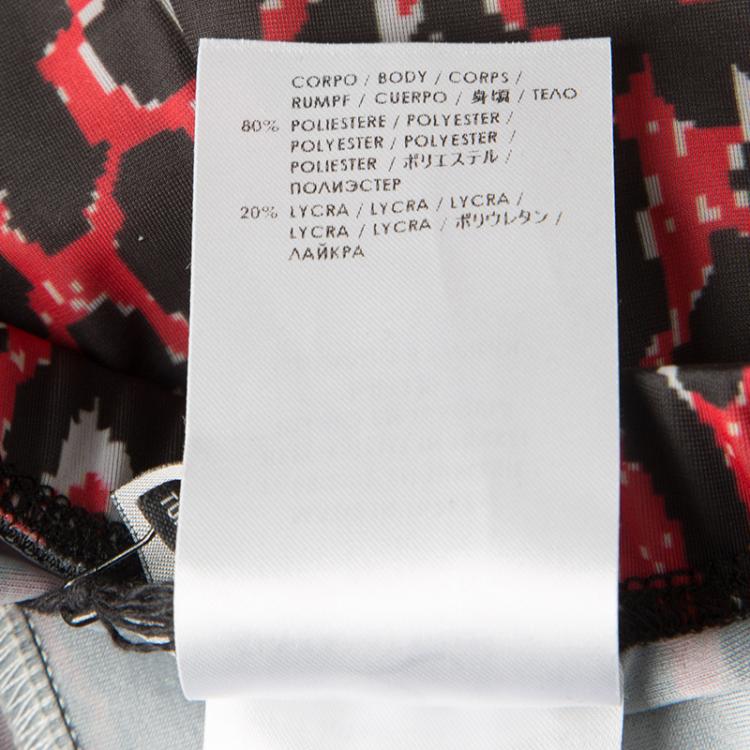 CORPO / BODY / CORPS /
RUMPF / CUERPO / 身頃 / ТЕЛО
80% POLIESTERE / POLYESTER /
POLYESTER / POLYESTER /
POLIESTER / ポリエステル /
ПОЛИЭСТЕР
20% LYCRA / LYCRA / LYCRA /
LYCRA / LYCRA / ポリウレタン /
ЛАЙКРА